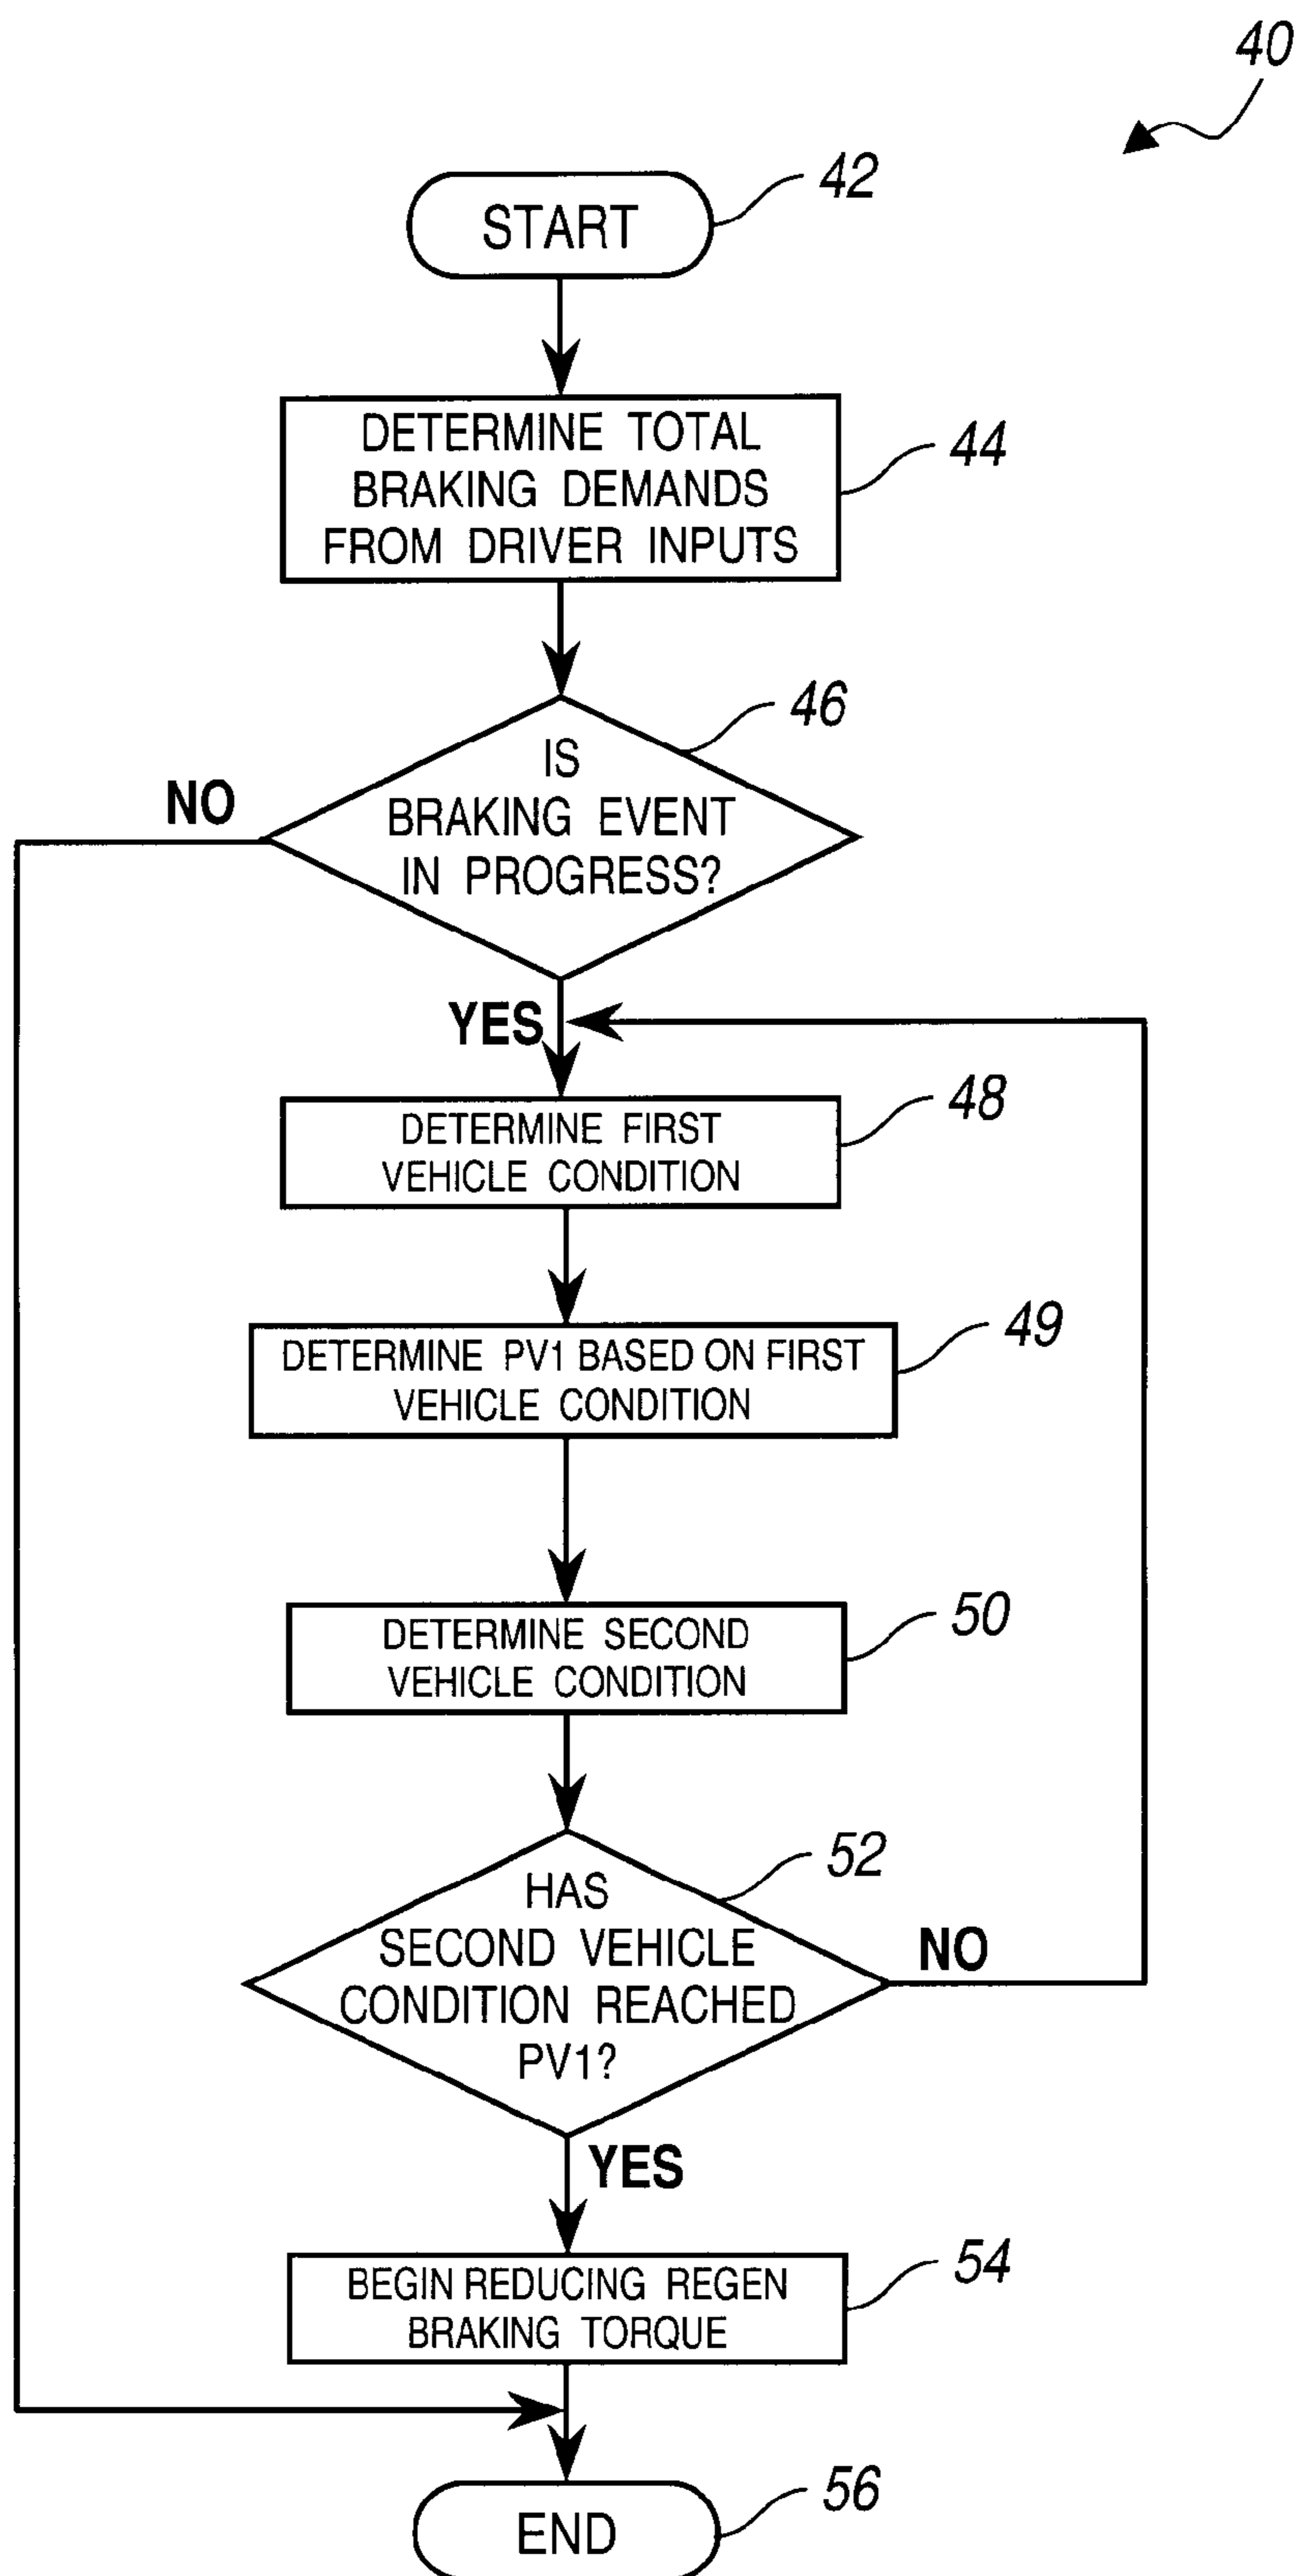 40
START
42
DETERMINE TOTAL
BRAKING DEMANDS
FROM DRIVER INPUTS
44
46
IS
BRAKING EVENT
IN PROGRESS?
NO
YES
DETERMINE FIRST
VEHICLE CONDITION
48
DETERMINE PV1 BASED ON FIRST
VEHICLE CONDITION
49
DETERMINE SECOND
VEHICLE CONDITION
50
52
HAS
SECOND VEHICLE
CONDITION REACHED
PV1?
NO
YES
BEGIN REDUCING REGEN
BRAKING TORQUE
54
END
56